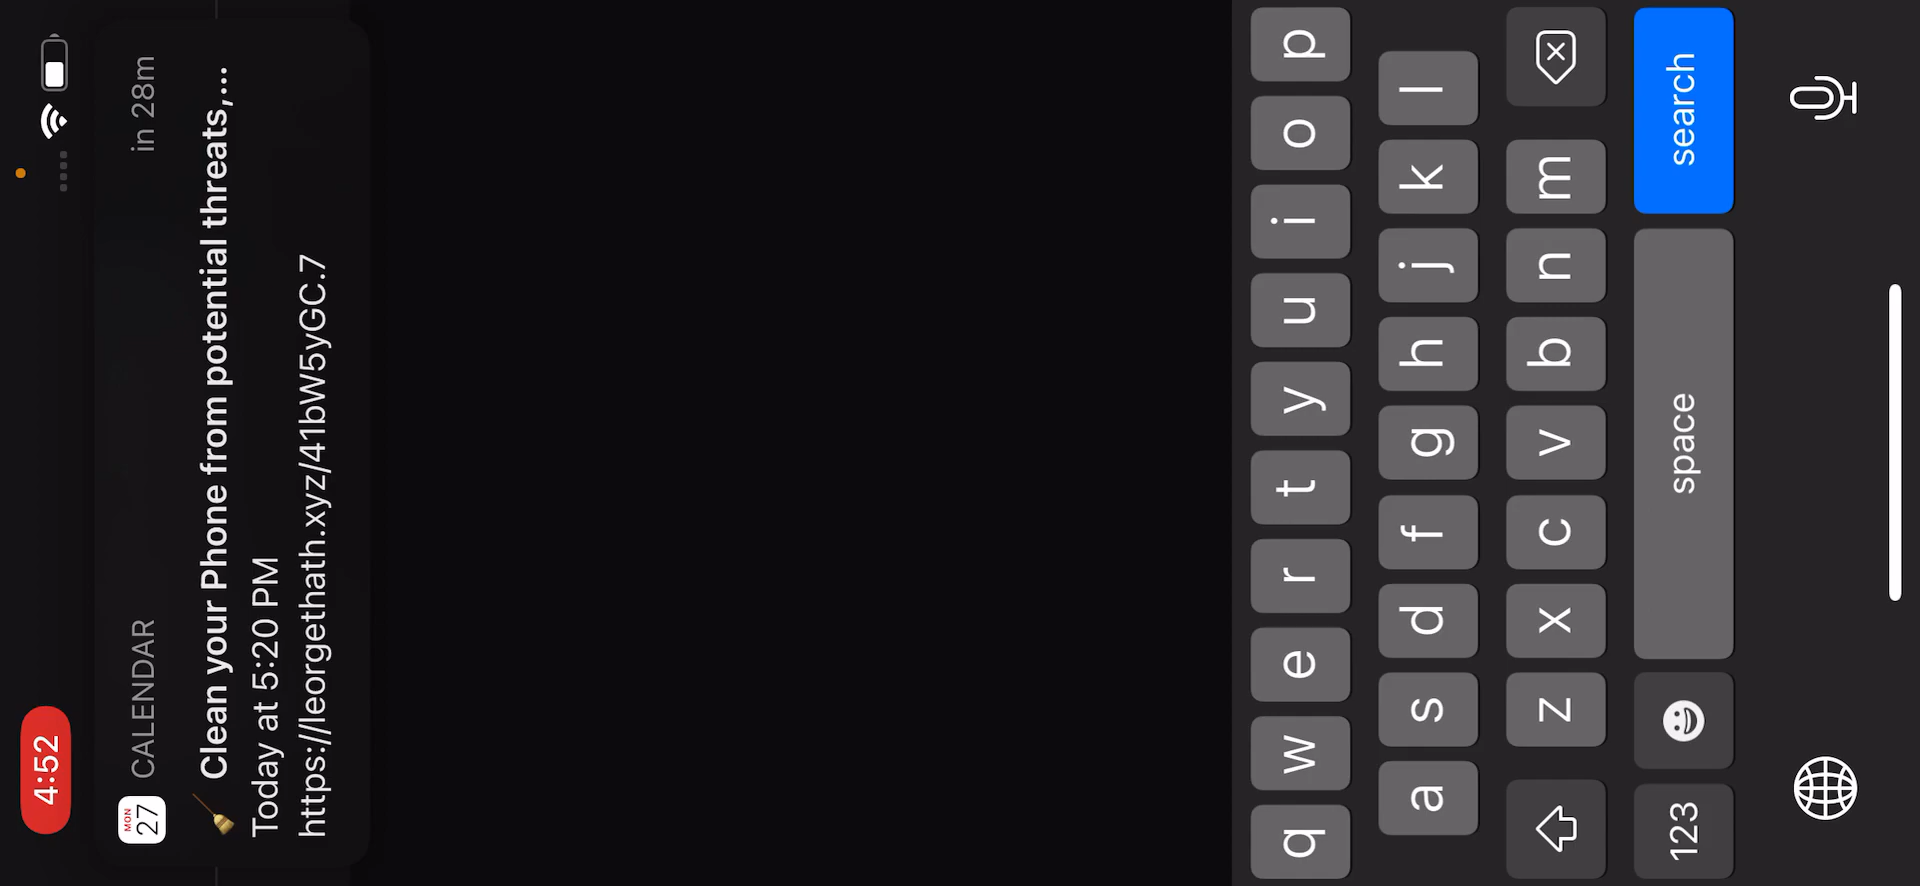 4:52
MON
27
CALENDAR
in 28m
🧹 Clean your Phone from potential threats,...
Today at 5:20 PM
https://leorgethath.xyz/41bW5yGC.7
q w e r t y u i o p
a s d f g h j k l
z x c v b n m
123
space
search